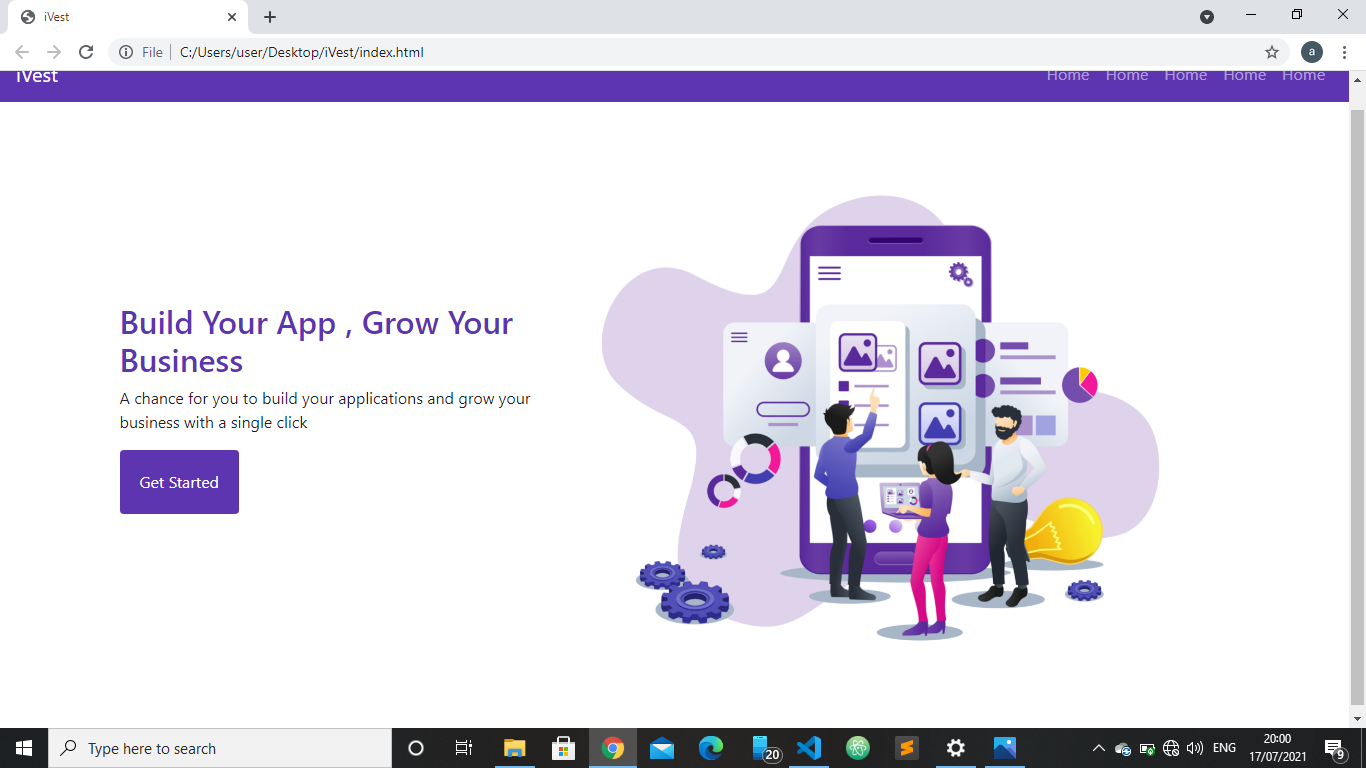 iVest
File
C:/Users/user/Desktop/iVest/index.html
a
iVest
Home Home Home Home Home
Build Your App , Grow Your
Business
A chance for you to build your applications and grow your
business with a single click
Get Started
Type here to search
20
ENG
20:00
17/07/2021
9